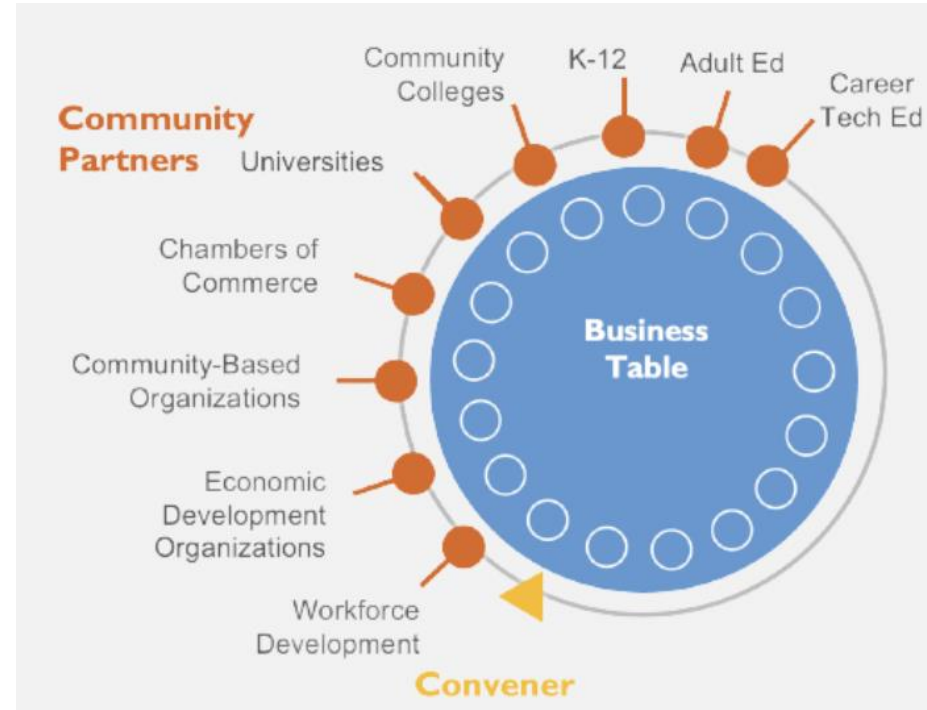 Community
Colleges
K-12
Adult Ed
Career
Tech Ed
Community
Partners
Universities
Chambers of
Commerce
Business
Table
Community-Based
Organizations
Economic
Development
Organizations
Workforce
Development
Convener